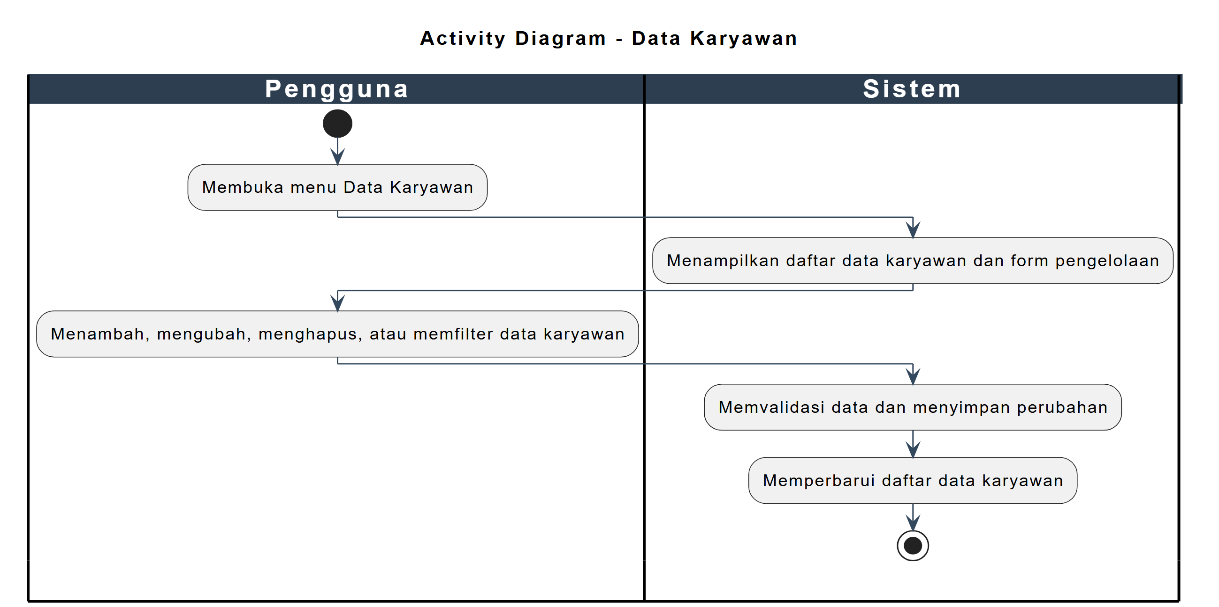 Activity Diagram - Data Karyawan
Pengguna
Sistem
Membuka menu Data Karyawan
Menampilkan daftar data karyawan dan form pengelolaan
Menambah, mengubah, menghapus, atau memfilter data karyawan
Memvalidasi data dan menyimpan perubahan
Memperbarui daftar data karyawan